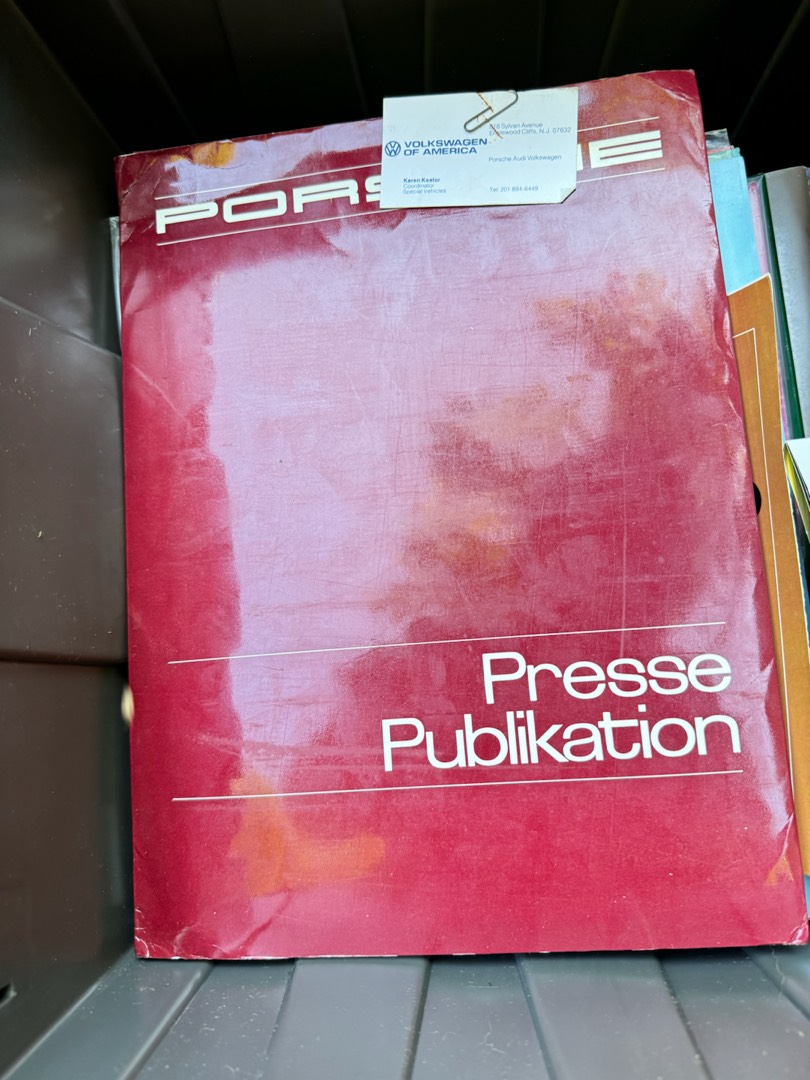 818 Sylvan Avenue
Englewood Cliffs, N.J. 07632
VOLKSWAGEN
OF AMERICA
Porsche Audi Volkswagen
Karen Keator
Coordinator
Special Vehicles
Tel: 201-894-6449
Presse
Publikation